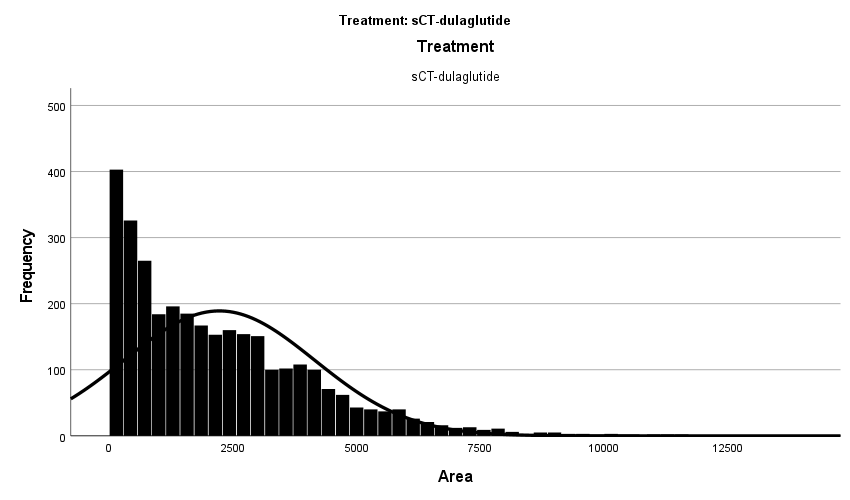 Treatment: sCT-dulaglutide
Treatment
sCT-dulaglutide
500
400
300
200
100
0
Frequency
0 2500 5000 7500 10000 12500
Area